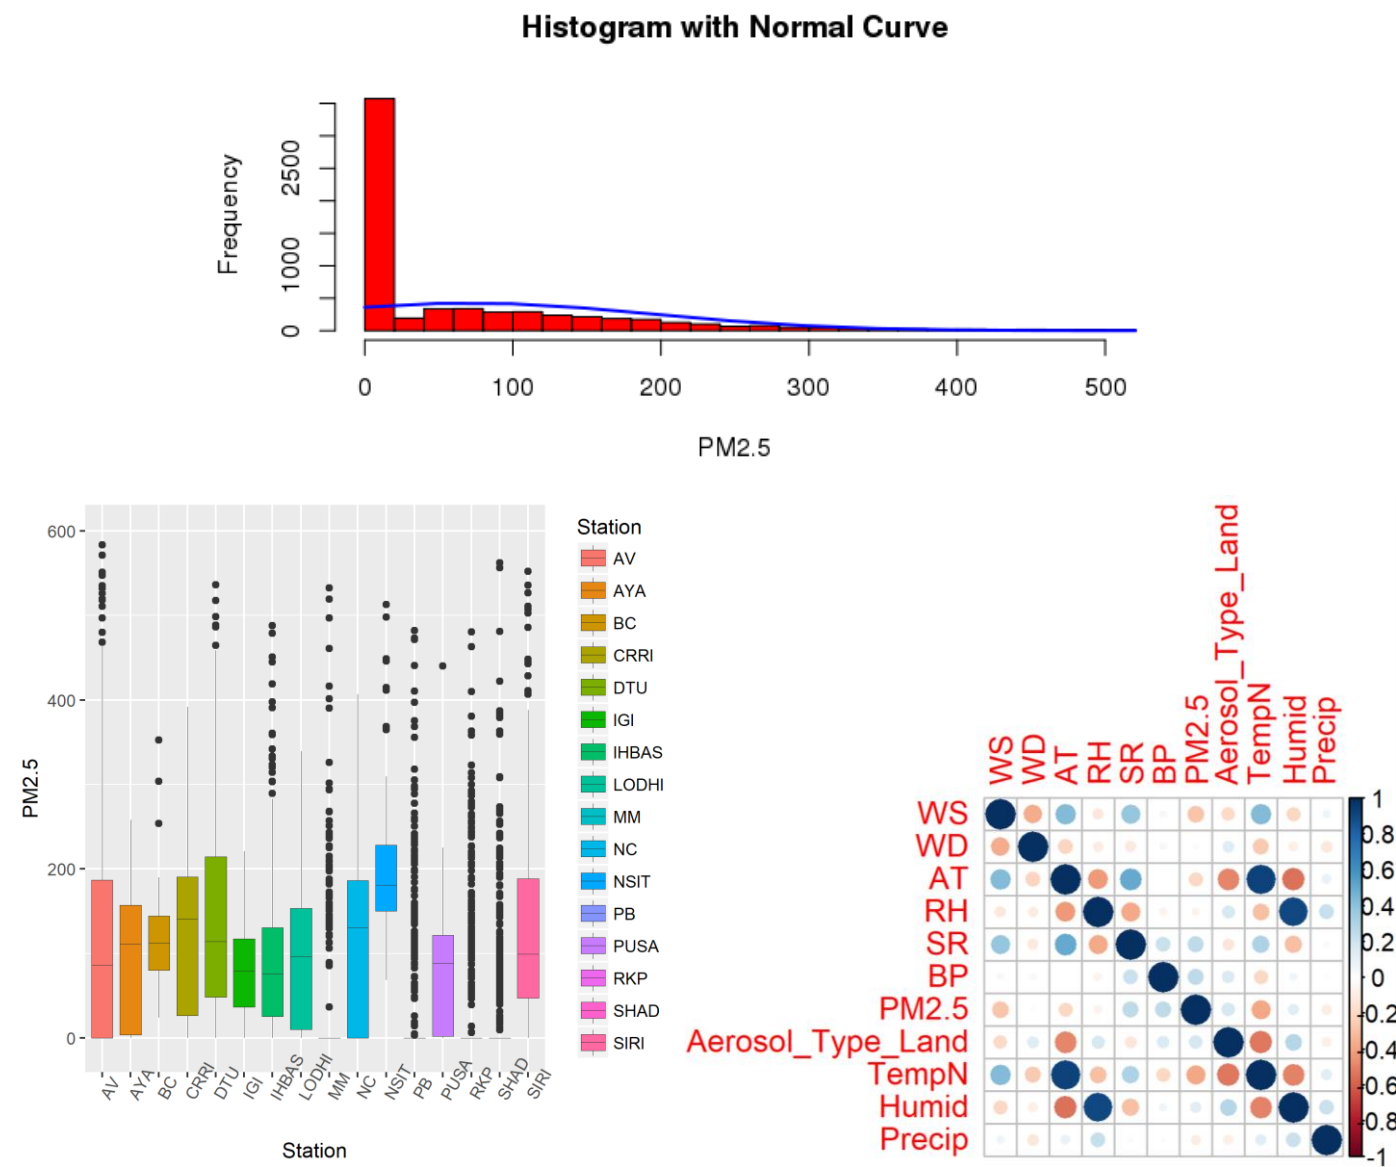 Histogram with Normal Curve
Frequency
0
1000
2500
0
100
200
300
400
500
PM2.5
PM2.5
600
400
200
0
AV
AYA
BC
CRRI
DTU
IGI
IHBAS
LODHI
MM
NC
NSIT
PB
PUSA
RKP
SHAD
SIRI
Station
Station
AV
AYA
BC
CRRI
DTU
IGI
IHBAS
LODHI
MM
NC
NSIT
PB
PUSA
RKP
SHAD
SIRI
WS
WD
AT
RH
SR
BP
PM2.5
Aerosol_Type_Land
TempN
Humid
Precip
WS
WD
AT
RH
SR
BP
PM2.5
Aerosol_Type_Land
TempN
Humid
Precip
1
0.8
0.6
0.4
0.2
0
-0.2
-0.4
-0.6
-0.8
-1